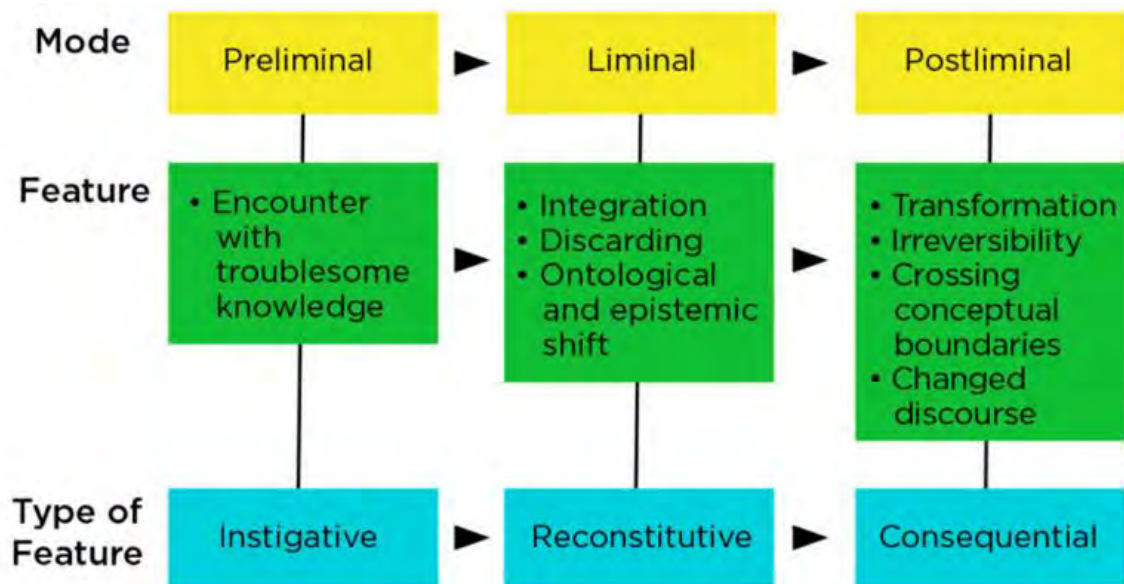 Mode
Preliminal
Liminal
Postliminal
Feature
• Encounter
with
troublesome
knowledge
• Integration
• Discarding
• Ontological
and epistemic
shift
• Transformation
• Irreversibility
• Crossing
conceptual
boundaries
• Changed
discourse
Type of
Feature
Instigative
Reconstitutive
Consequential